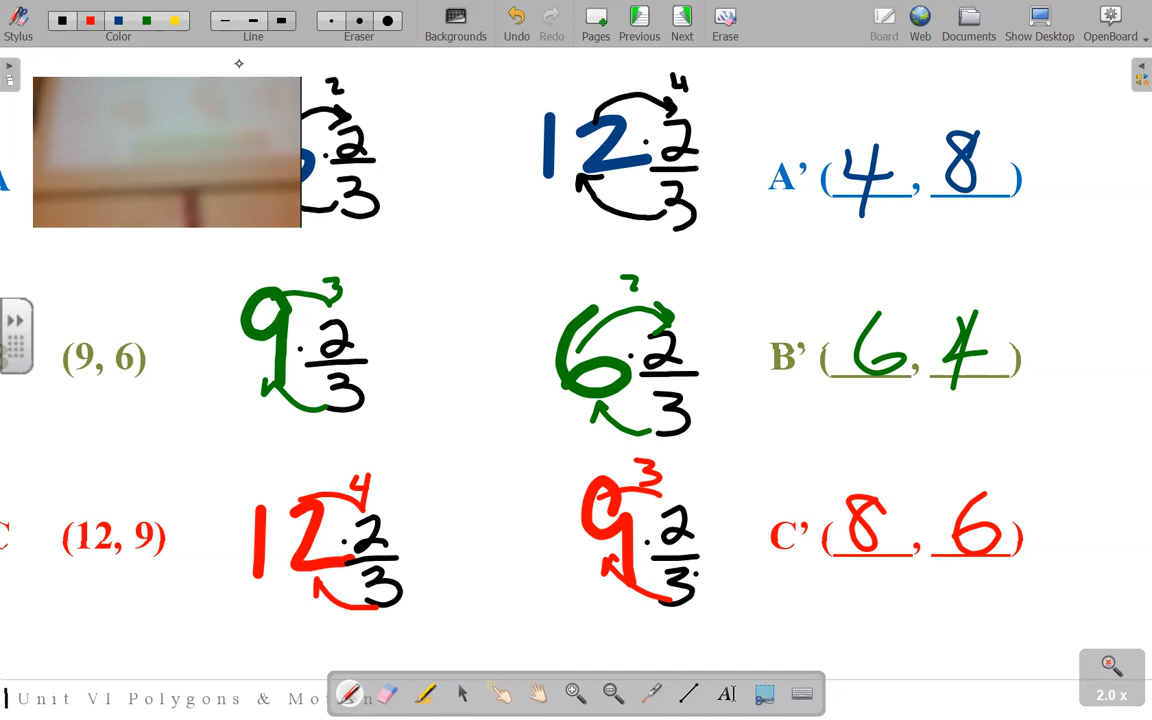 Stylus Color Line Eraser Backgrounds Undo Redo Pages Previous Next Erase Board Web Documents Show Desktop OpenBoard
2 4
A · 2/3 12 · 2/3 A’ (4, 8)
3 2
(9, 6) 9 · 2/3 6 · 2/3 B’ (6, 4)
4 3
C (12, 9) 12 · 2/3 9 · 2/3 C’ (8, 6)
Unit VI Polygons & Mo n
2.0 x